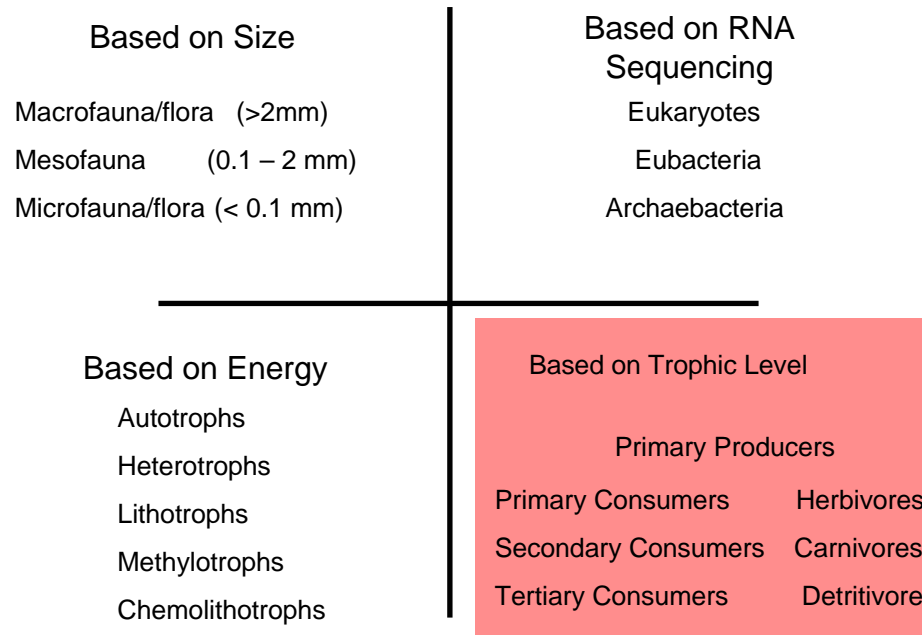 Based on Size
Macrofauna/flora (>2mm)
Mesofauna (0.1 – 2 mm)
Microfauna/flora (< 0.1 mm)
Based on RNA
Sequencing
Eukaryotes
Eubacteria
Archaebacteria
Based on Energy
Autotrophs
Heterotrophs
Lithotrophs
Methylotrophs
Chemolithotrophs
Based on Trophic Level
Primary Producers
Primary Consumers Herbivores
Secondary Consumers Carnivores
Tertiary Consumers Detritivore